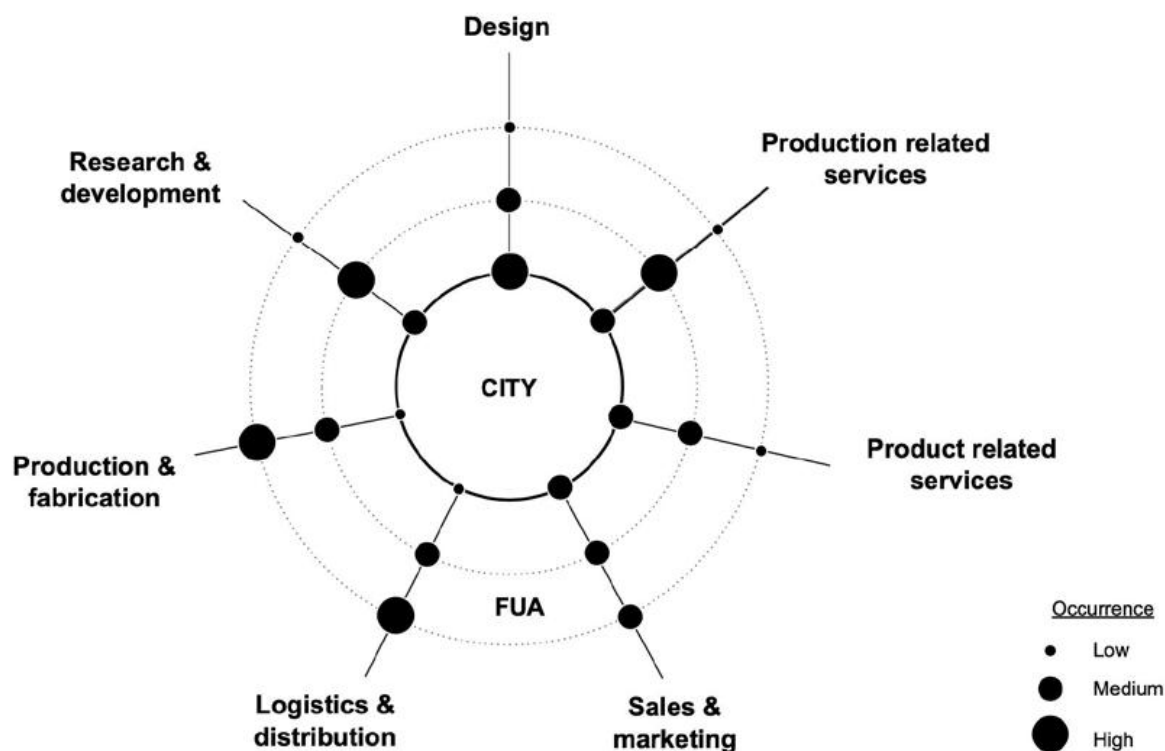 Design
Production related
services
Research &
development
CITY
Product related
services
Production &
fabrication
FUA
Logistics &
distribution
Sales &
marketing
Occurrence
Low
Medium
High